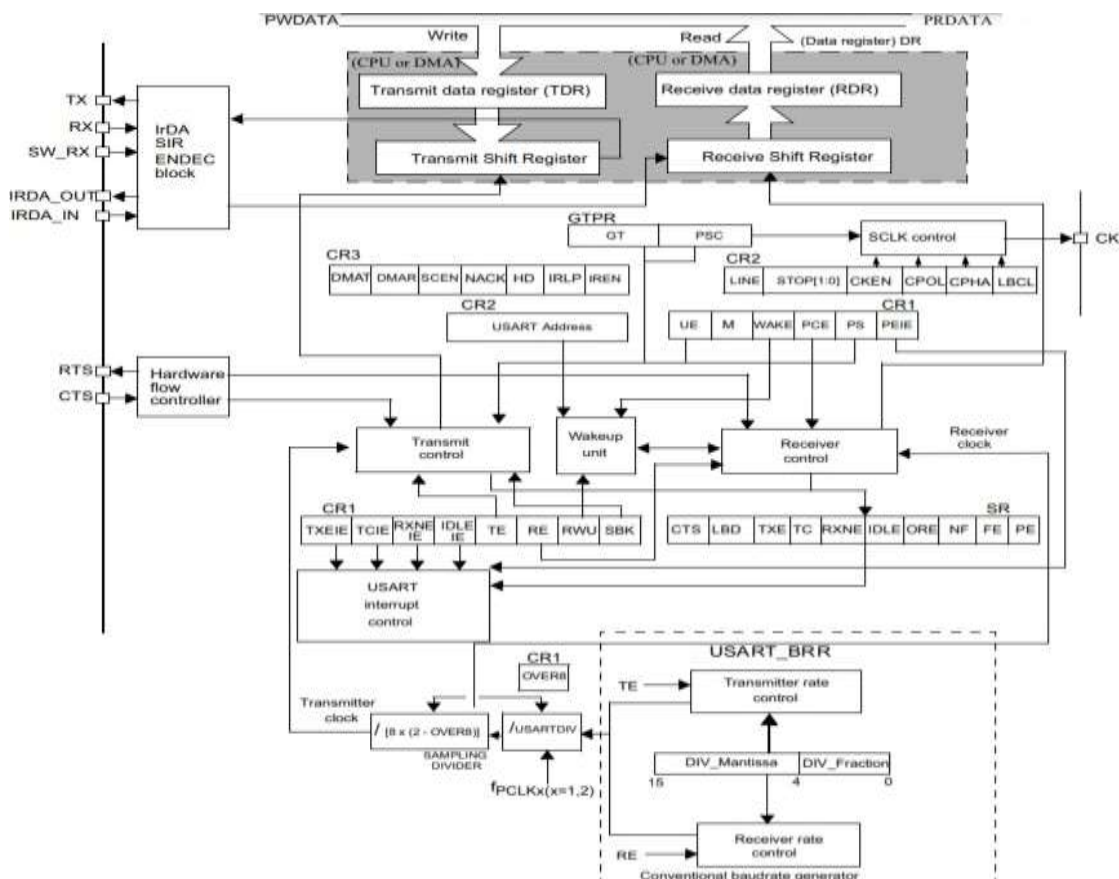 PWDATA
PRDATA
Write
Read
(Data register) DR
(CPU or DMA)
(CPU or DMA)
Transmit data register (TDR)
Receive data register (RDR)
Transmit Shift Register
Receive Shift Register
TX
RX
SW_RX
IRDA_OUT
IRDA_IN
IrDA
SIR
ENDEC
block
GTPR
GT
PSC
SCLK control
CK
CR3
DMAT DMAR SCEN NACK HD IRLP IREN
CR2
LINE STOP[1:0] CKEN CPOL CPHA LBCL
CR2
USART Address
CR1
UE M WAKE PCE PS PEIE
RTS
CTS
Hardware
flow
controller
Transmit
control
Wakeup
unit
Receiver
control
Receiver
clock
CR1
TXEIE TCIE RXNE
IE IDLE
IE TE RE RWU SBK
SR
CTS LBD TXE TC RXNE IDLE ORE NF FE PE
USART
interrupt
control
USART_BRR
CR1
OVER8
TE
Transmitter rate
control
Transmitter
clock
/ [8 x (2 - OVER8)]
/USARTDIV
SAMPLING
DIVIDER
fPCLKx(x=1,2)
DIV_Mantissa DIV_Fraction
15 4 0
RE
Receiver rate
control
Conventional baudrate generator